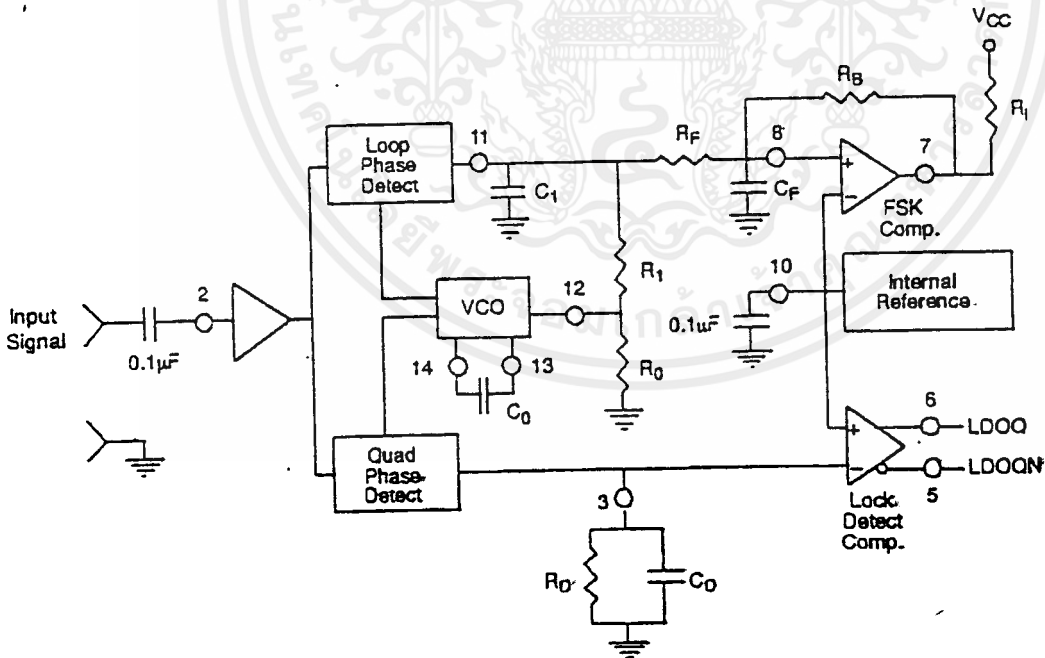 VCC
RB
RI
Loop
Phase
Detect
11
RF
8
7
C1
CF
+
−
FSK
Comp.
R1
Input
Signal
2
0.1µF
VCO
12
10
Internal
Reference
0.1µF
14
13
C0
R0
6
LDOQ
+
−
LDOQN
5
Quad
Phase
Detect
3
Lock
Detect
Comp.
RD
CD